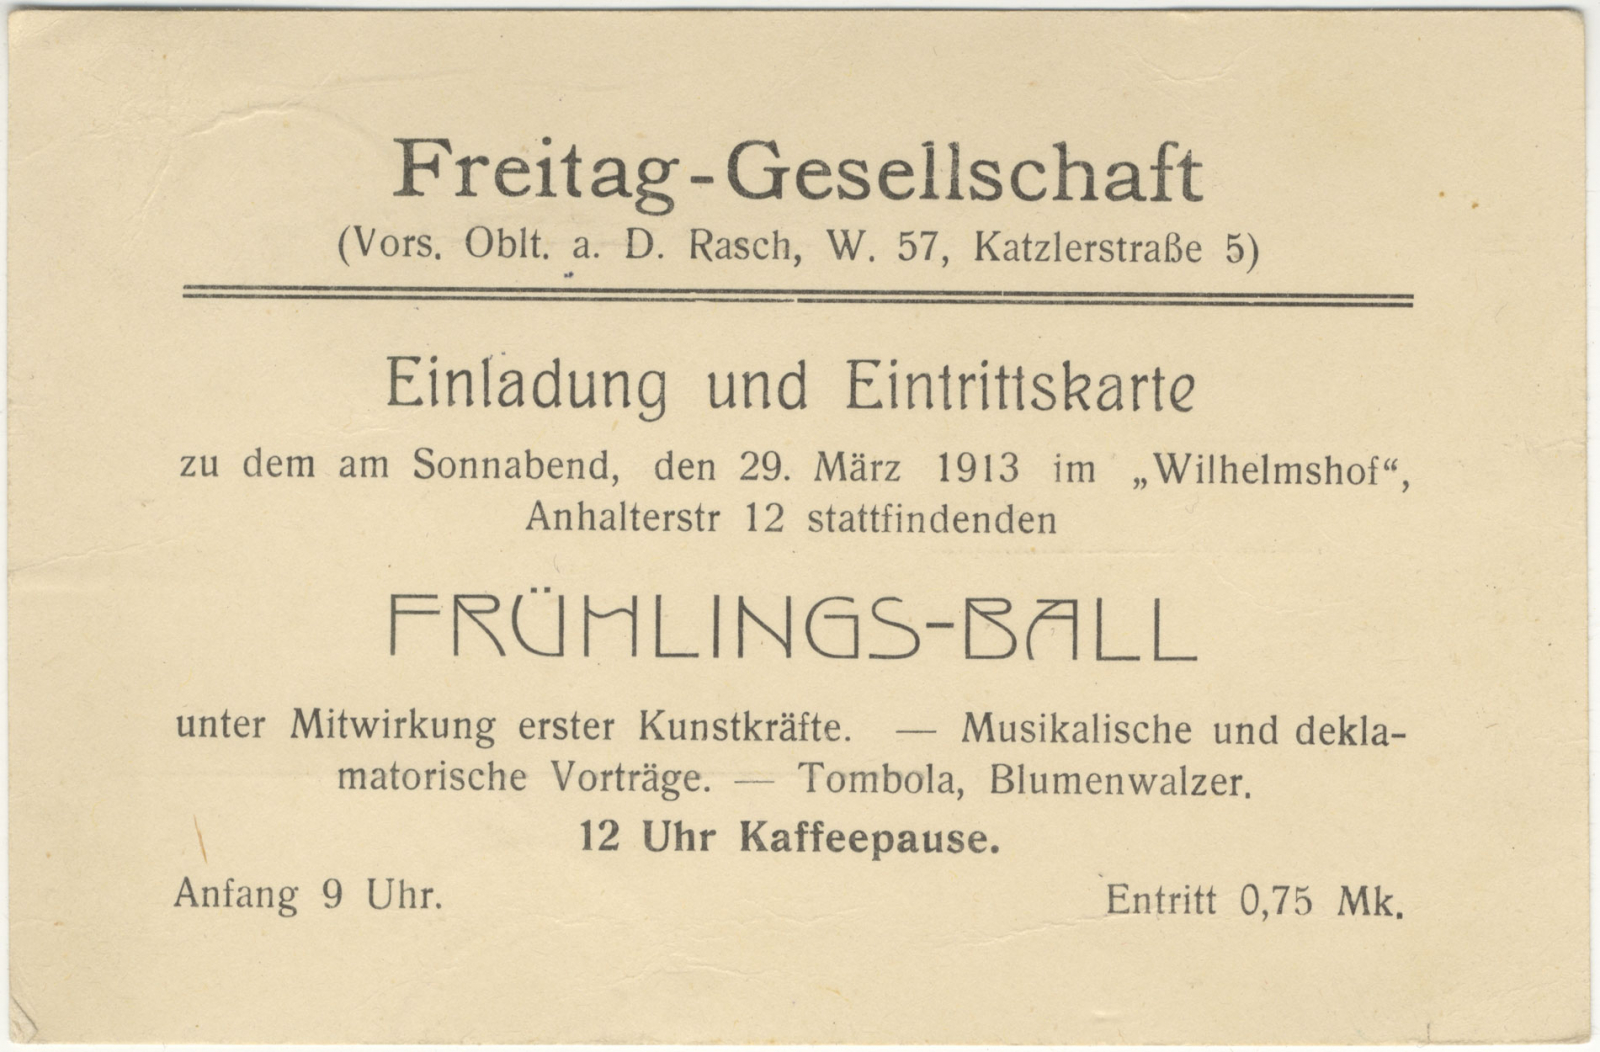 Freitag-Gesellschaft
(Vors. Oblt. a. D. Rasch, W. 57, Katzlerstraße 5)
Einladung und Eintrittskarte
zu dem am Sonnabend, den 29. März 1913 im „Wilhelmshof“,
Anhalterstr 12 stattfindenden
FRÜHLINGS-BALL
unter Mitwirkung erster Kunstkräfte. — Musikalische und dekla-
matorische Vorträge. — Tombola, Blumenwalzer.
12 Uhr Kaffeepause.
Anfang 9 Uhr. Entritt 0,75 Mk.